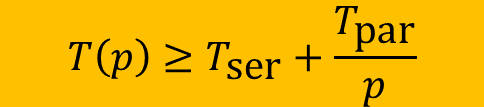 T(p) ≥ T_ser + T_par / p